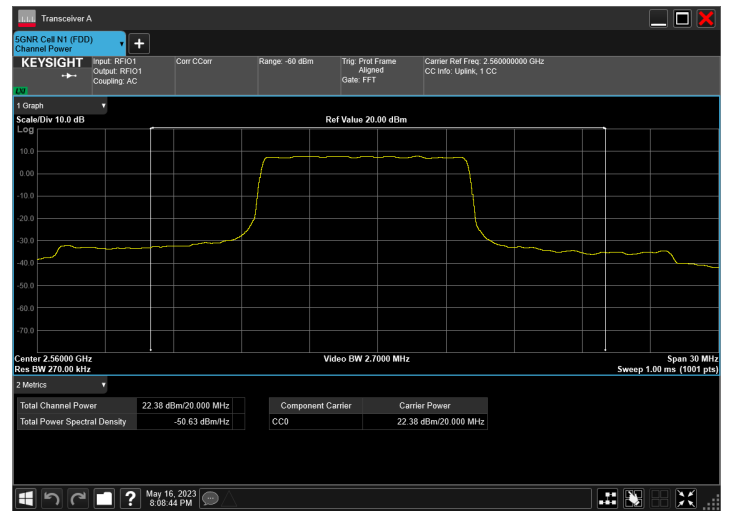 Transceiver A
5GNR Cell N1 (FDD)
Channel Power
KEYSIGHT
LXI
Input: RFIO1
Output: RFIO1
Coupling: AC
Corr CCorr
Range: -60 dBm
Trig: Prot Frame
Aligned
Gate: FFT
Carrier Ref Freq: 2.560000000 GHz
CC Info: Uplink, 1 CC
1 Graph
Scale/Div 10.0 dB
Ref Value 20.00 dBm
Log
10.0
0.00
-10.0
-20.0
-30.0
-40.0
-50.0
-60.0
-70.0
Center 2.56000 GHz
Video BW 2.7000 MHz
Span 30 MHz
Res BW 270.00 kHz
Sweep 1.00 ms (1001 pts)
2 Metrics
Total Channel Power 22.38 dBm/20.000 MHz
Total Power Spectral Density -50.63 dBm/Hz
Component Carrier Carrier Power
CC0 22.38 dBm/20.000 MHz
?
May 16, 2023
8:08:44 PM